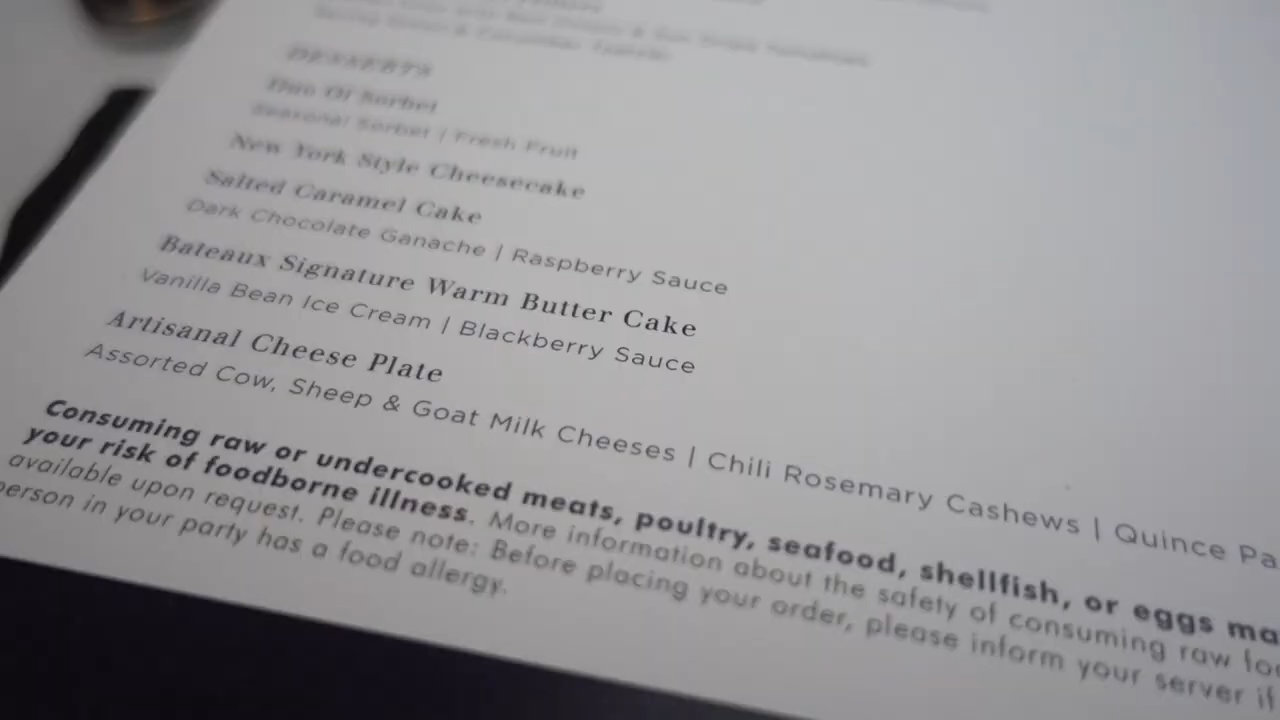 DESSERTS
Duo Of Sorbet
Seasonal Sorbet | Fresh Fruit
New York Style Cheesecake
Salted Caramel Cake
Dark Chocolate Ganache | Raspberry Sauce
Bateaux Signature Warm Butter Cake
Vanilla Bean Ice Cream | Blackberry Sauce
Artisanal Cheese Plate
Assorted Cow, Sheep & Goat Milk Cheeses | Chili Rosemary Cashews | Quince Pa
Consuming raw or undercooked meats, poultry, seafood, shellfish, or eggs ma
your risk of foodborne illness. More information about the safety of consuming raw foo
available upon request. Please note: Before placing your order, please inform your server if
person in your party has a food allergy.